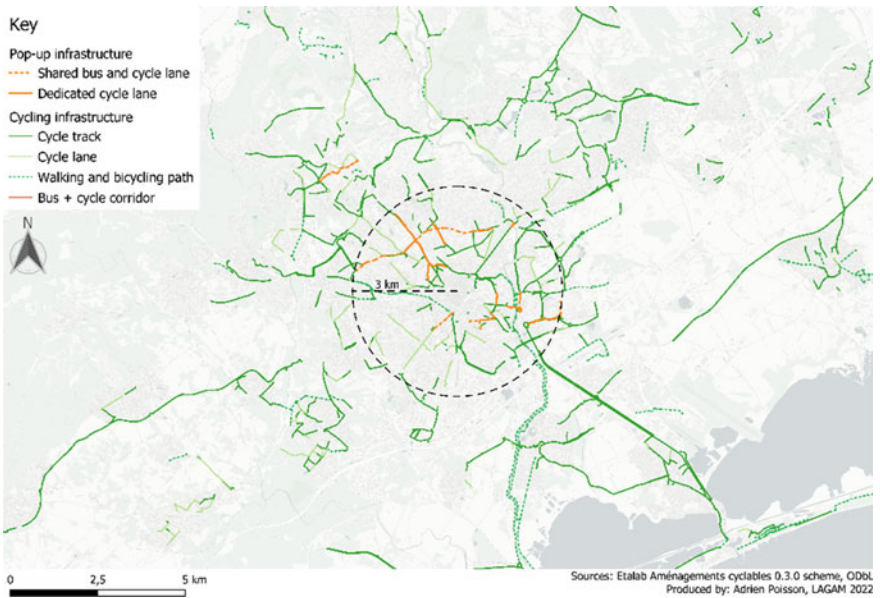 Key
Pop-up infrastructure
Shared bus and cycle lane
Dedicated cycle lane
Cycling infrastructure
Cycle track
Cycle lane
Walking and bicycling path
Bus + cycle corridor
N
3 km
0 2,5 5 km
Sources: Etalab Aménagements cyclables 0.3.0 scheme, ODbL
Produced by: Adrien Poisson, LAGAM 2022